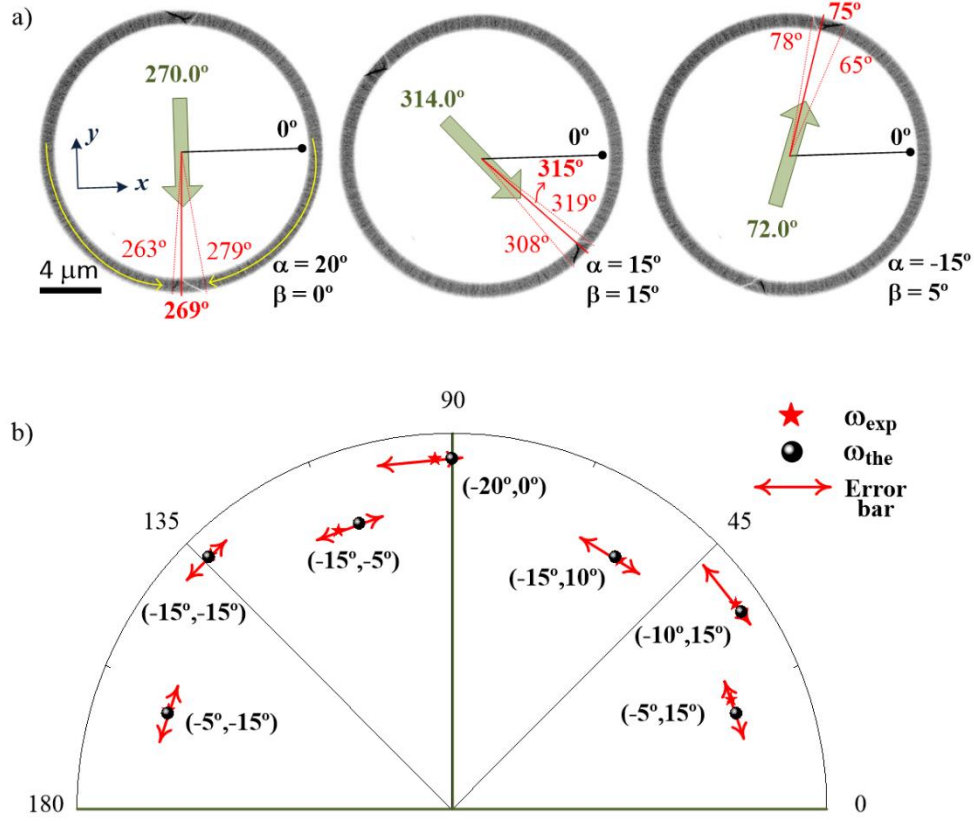 a)
270.0º
0º
y
x
263º
279º
269º
4 μm
α = 20º
β = 0º
314.0º
0º
315º
319º
308º
α = 15º
β = 15º
75º
78º
65º
0º
72.0º
α = -15º
β = 5º
b)
90
ω_exp
ω_the
Error
bar
135
45
(-20º,0º)
(-15º,-5º)
(-15º,10º)
(-15º,-15º)
(-10º,15º)
(-5º,-15º)
(-5º,15º)
180
0